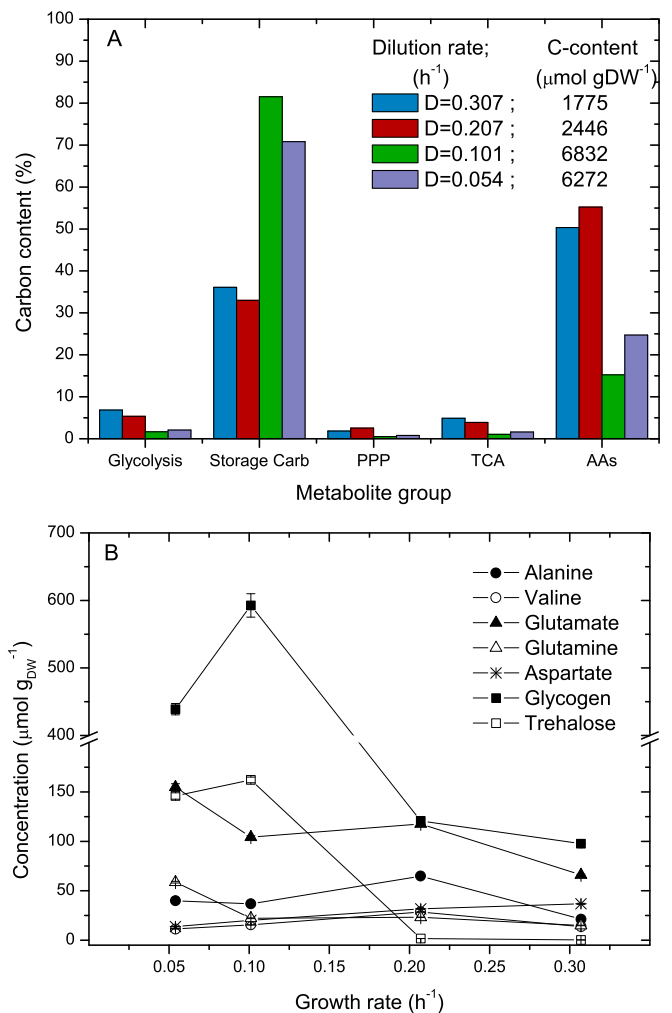 A
Dilution rate; C-content
(h⁻¹) (μmol gDW⁻¹)
D=0.307 ; 1775
D=0.207 ; 2446
D=0.101 ; 6832
D=0.054 ; 6272
100
90
80
70
60
50
40
30
20
10
0
Carbon content (%)
Glycolysis Storage Carb PPP TCA AAs
Metabolite group
B
Alanine
Valine
Glutamate
Glutamine
Aspartate
Glycogen
Trehalose
700
600
500
400
150
100
50
0
Concentration (μmol g_DW⁻¹)
0.05 0.10 0.15 0.20 0.25 0.30
Growth rate (h⁻¹)